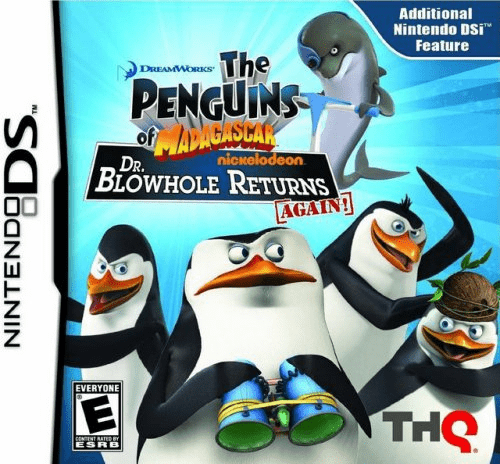 Additional
Nintendo DSi™
Feature
NINTENDO DS™
DREAMWORKS
The
PENGUINS
of MADAGASCAR
nickelodeon
DR.
BLOWHOLE RETURNS
[AGAIN!]
EVERYONE
E
CONTENT RATED BY
ESRB
THQ